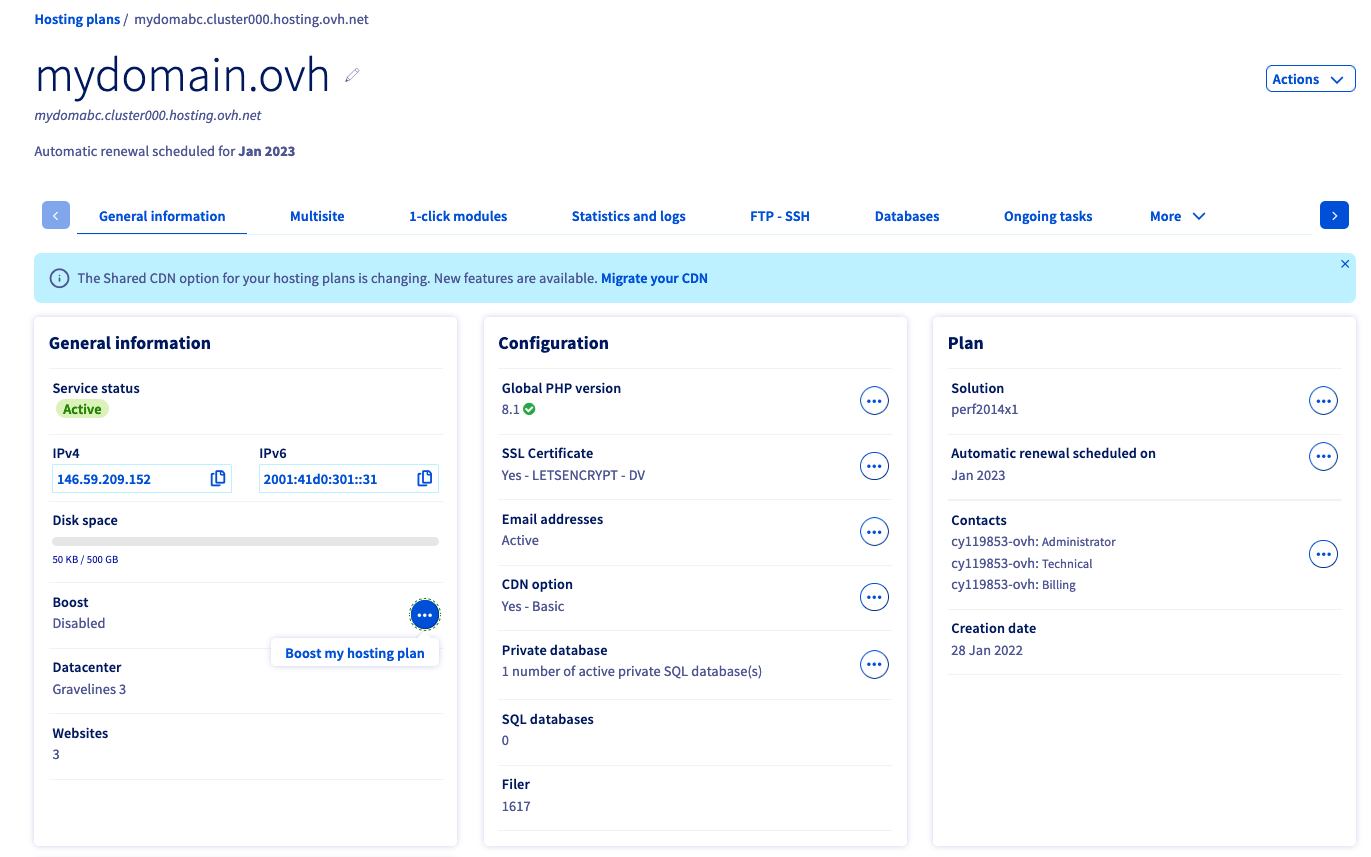 Hosting plans / mydomabc.cluster000.hosting.ovh.net
mydomain.ovh
Actions
mydomabc.cluster000.hosting.ovh.net
Automatic renewal scheduled for Jan 2023
General information Multisite 1-click modules Statistics and logs FTP - SSH Databases Ongoing tasks More
The Shared CDN option for your hosting plans is changing. New features are available. Migrate your CDN
General information
Service status
Active
IPv4 IPv6
146.59.209.152 2001:41d0:301::31
Disk space
50 KB / 500 GB
Boost
Disabled
Boost my hosting plan
Datacenter
Gravelines 3
Websites
3
Configuration
Global PHP version
8.1
SSL Certificate
Yes - LETSENCRYPT - DV
Email addresses
Active
CDN option
Yes - Basic
Private database
1 number of active private SQL database(s)
SQL databases
0
Filer
1617
Plan
Solution
perf2014x1
Automatic renewal scheduled on
Jan 2023
Contacts
cy119853-ovh: Administrator
cy119853-ovh: Technical
cy119853-ovh: Billing
Creation date
28 Jan 2022